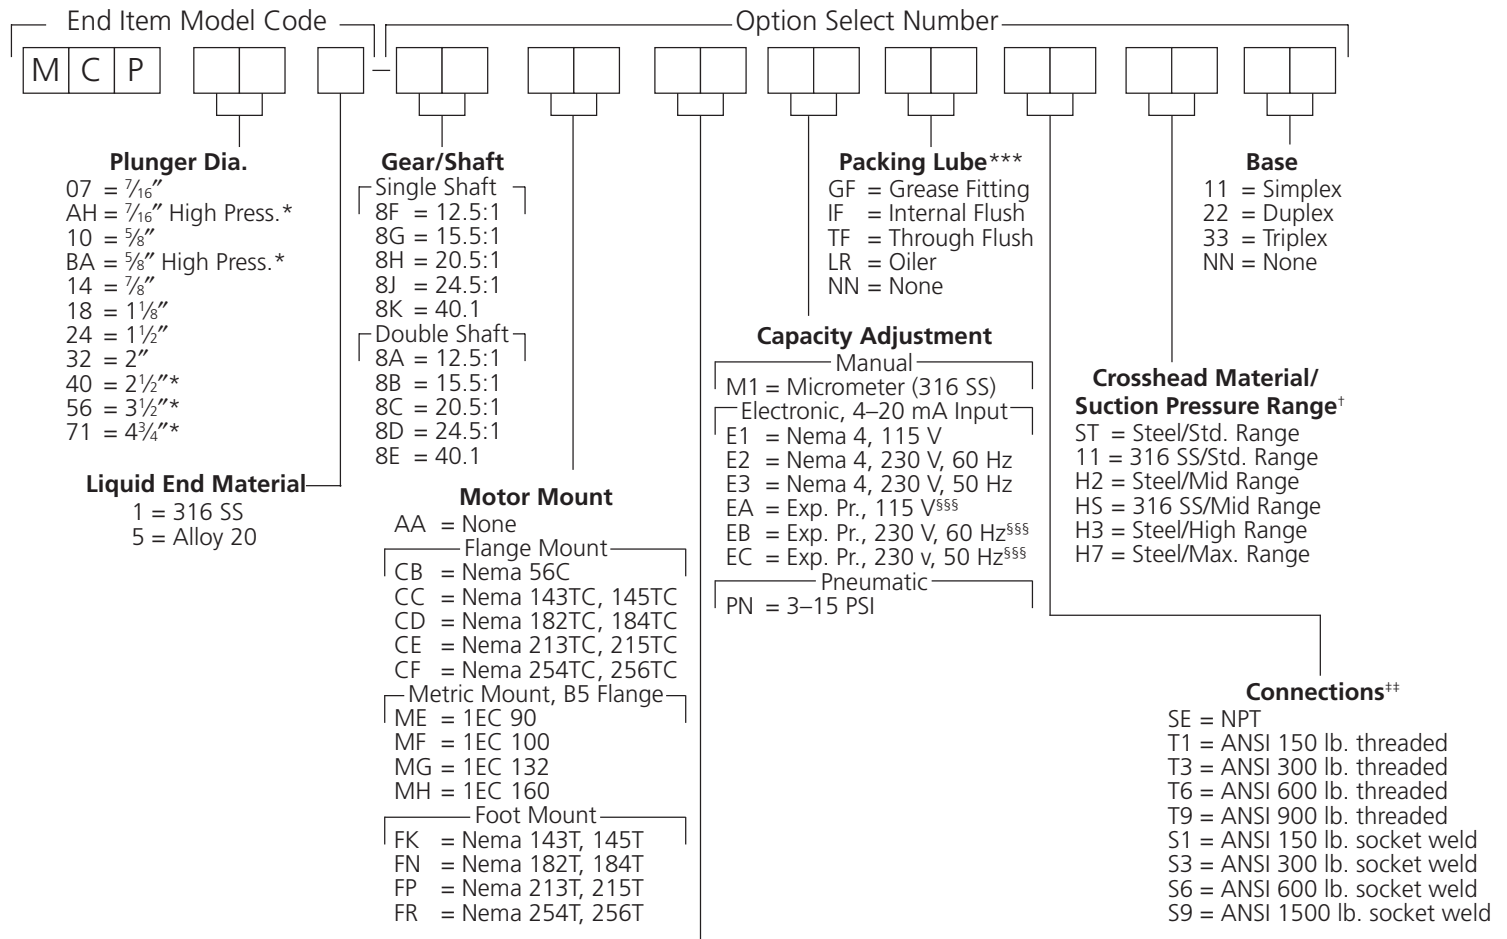 End Item Model Code
Option Select Number
M C P –
Plunger Dia.
07 = 7/16″
AH = 7/16″ High Press.*
10 = 5/8″
BA = 5/8″ High Press.*
14 = 7/8″
18 = 1 1/8″
24 = 1 1/2″
32 = 2″
40 = 2 1/2″*
56 = 3 1/2″*
71 = 4 3/4″*
Liquid End Material
1 = 316 SS
5 = Alloy 20
Gear/Shaft
Single Shaft
8F = 12.5:1
8G = 15.5:1
8H = 20.5:1
8J = 24.5:1
8K = 40.1
Double Shaft
8A = 12.5:1
8B = 15.5:1
8C = 20.5:1
8D = 24.5:1
8E = 40.1
Motor Mount
AA = None
Flange Mount
CB = Nema 56C
CC = Nema 143TC, 145TC
CD = Nema 182TC, 184TC
CE = Nema 213TC, 215TC
CF = Nema 254TC, 256TC
Metric Mount, B5 Flange
ME = 1EC 90
MF = 1EC 100
MG = 1EC 132
MH = 1EC 160
Foot Mount
FK = Nema 143T, 145T
FN = Nema 182T, 184T
FP = Nema 213T, 215T
FR = Nema 254T, 256T
Packing Lube***
GF = Grease Fitting
IF = Internal Flush
TF = Through Flush
LR = Oiler
NN = None
Capacity Adjustment
Manual
M1 = Micrometer (316 SS)
Electronic, 4–20 mA Input
E1 = Nema 4, 115 V
E2 = Nema 4, 230 V, 60 Hz
E3 = Nema 4, 230 V, 50 Hz
EA = Exp. Pr., 115 V§§§
EB = Exp. Pr., 230 V, 60 Hz§§§
EC = Exp. Pr., 230 v, 50 Hz§§§
Pneumatic
PN = 3–15 PSI
Base
11 = Simplex
22 = Duplex
33 = Triplex
NN = None
Crosshead Material/
Suction Pressure Range†
ST = Steel/Std. Range
11 = 316 SS/Std. Range
H2 = Steel/Mid Range
HS = 316 SS/Mid Range
H3 = Steel/High Range
H7 = Steel/Max. Range
Connections‡‡
SE = NPT
T1 = ANSI 150 lb. threaded
T3 = ANSI 300 lb. threaded
T6 = ANSI 600 lb. threaded
T9 = ANSI 900 lb. threaded
S1 = ANSI 150 lb. socket weld
S3 = ANSI 300 lb. socket weld
S6 = ANSI 600 lb. socket weld
S9 = ANSI 1500 lb. socket weld